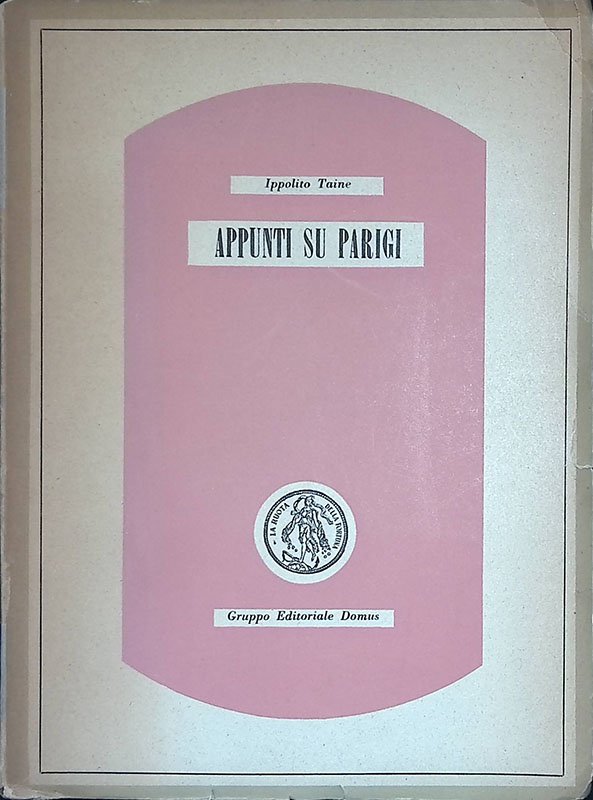 Ippolito Taine
APPUNTI SU PARIGI
LA RUOTA DELLA FORTUNA
Gruppo Editoriale Domus